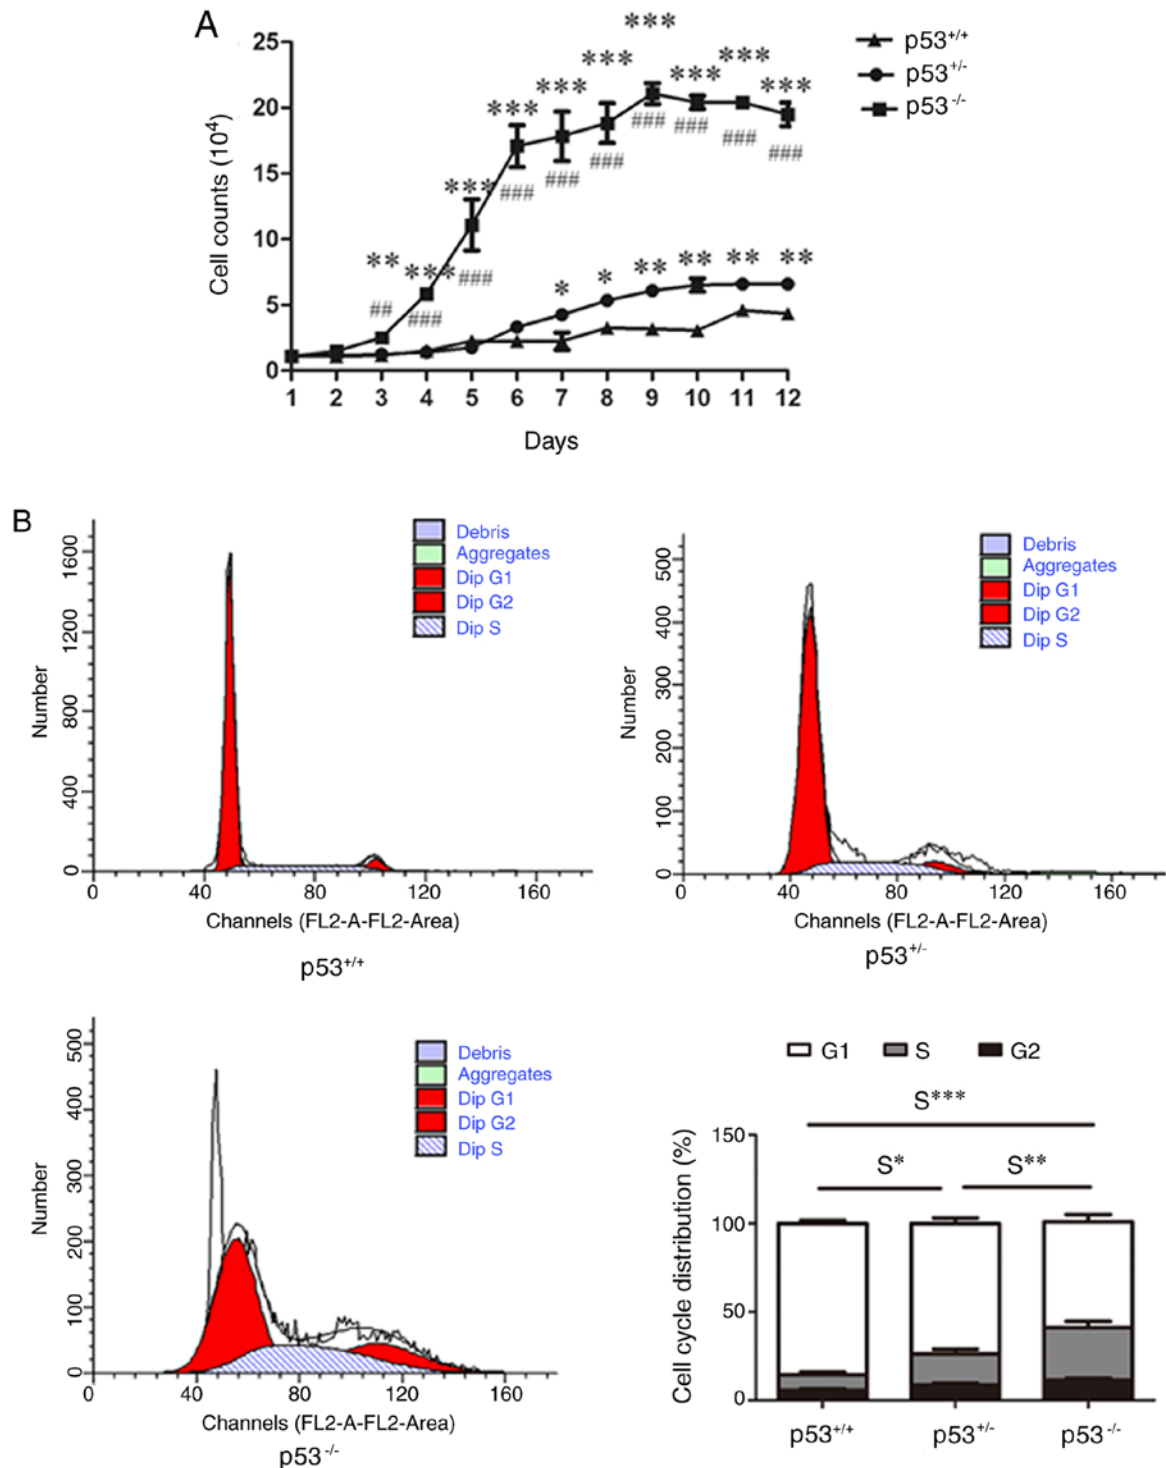 A
25
20
15
10
5
0
Cell counts (10⁴)
***
*** *** *** ***
*** *** ***
*** ### ### ### ###
** *** ### ### ### ###
## ### ### * * ** ** ** **
p53+/+
p53+/-
p53-/-
1 2 3 4 5 6 7 8 9 10 11 12
Days
B
1600
1200
800
400
0
Number
Debris
Aggregates
Dip G1
Dip G2
Dip S
0 40 80 120 160
Channels (FL2-A-FL2-Area)
p53+/+
500
400
300
200
100
0
Number
Debris
Aggregates
Dip G1
Dip G2
Dip S
0 40 80 120 160
Channels (FL2-A-FL2-Area)
p53+/-
500
400
300
200
100
0
Number
Debris
Aggregates
Dip G1
Dip G2
Dip S
0 40 80 120 160
Channels (FL2-A-FL2-Area)
p53-/-
G1 S G2
S***
S* S**
150
100
50
0
Cell cycle distribution (%)
p53+/+ p53+/- p53-/-